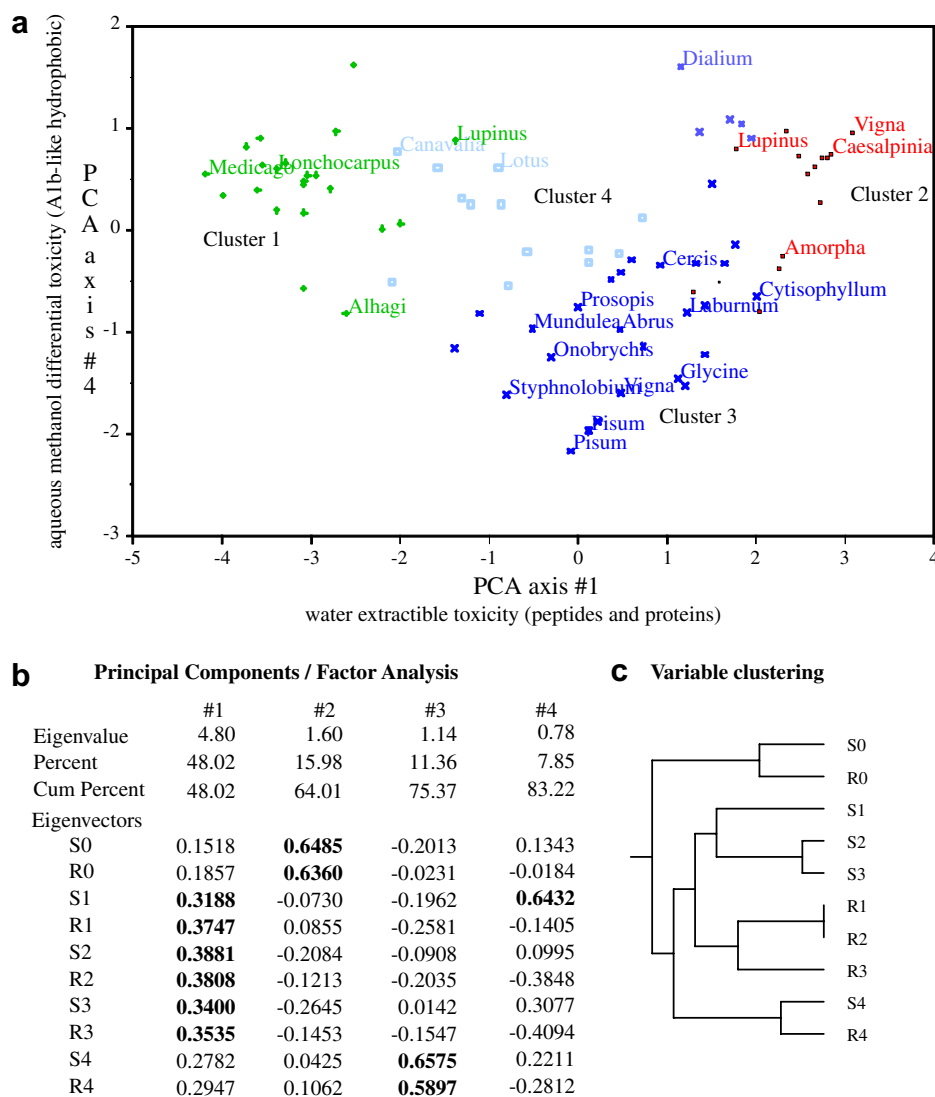 a
aqueous methanol differential toxicity (A1b-like hydrophobic)
PCA axis #4
2
1
0
-1
-2
-3
Dialium
Lupinus
Canavalia
Lotus
Lupinus
Vigna
Caesalpinia
Medicago
Lonchocarpus
Cluster 4
Cluster 2
Cluster 1
Amorpha
Cercis
Cytisophyllum
Alhagi
Prosopis
Laburnum
Mundulea
Abrus
Onobrychis
Glycine
Styphnolobium
Vigna
Cluster 3
Pisum
Pisum
-5 -4 -3 -2 -1 0 1 2 3 4
PCA axis #1
water extractible toxicity (peptides and proteins)
b Principal Components / Factor Analysis
#1 #2 #3 #4
Eigenvalue 4.80 1.60 1.14 0.78
Percent 48.02 15.98 11.36 7.85
Cum Percent 48.02 64.01 75.37 83.22
Eigenvectors
S0 0.1518 0.6485 -0.2013 0.1343
R0 0.1857 0.6360 -0.0231 -0.0184
S1 0.3188 -0.0730 -0.1962 0.6432
R1 0.3747 0.0855 -0.2581 -0.1405
S2 0.3881 -0.2084 -0.0908 0.0995
R2 0.3808 -0.1213 -0.2035 -0.3848
S3 0.3400 -0.2645 0.0142 0.3077
R3 0.3535 -0.1453 -0.1547 -0.4094
S4 0.2782 0.0425 0.6575 0.2211
R4 0.2947 0.1062 0.5897 -0.2812
c Variable clustering
S0
R0
S1
S2
S3
R1
R2
R3
S4
R4